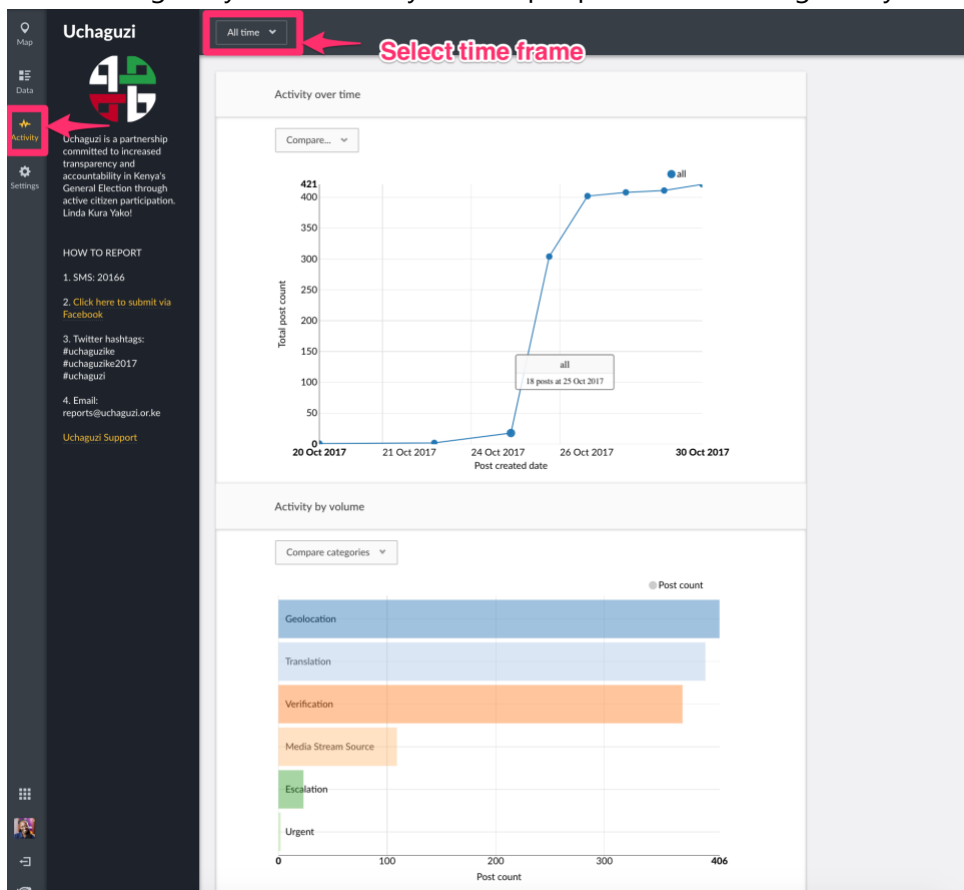 Uchaguzi
Map
Data
Activity
Settings
Uchaguzi is a partnership
committed to increased
transparency and
accountability in Kenya's
General Election through
active citizen participation.
Linda Kura Yako!
HOW TO REPORT
1. SMS: 20166
2. Click here to submit via
Facebook
3. Twitter hashtags:
#uchaguzike
#uchaguzike2017
#uchaguzi
4. Email:
reports@uchaguzi.or.ke
Uchaguzi Support
All time
Select time frame
Activity over time
Compare...
all
421
400
350
300
250
200
150
100
50
0
Total post count
all
18 posts at 25 Oct 2017
20 Oct 2017 21 Oct 2017 24 Oct 2017 26 Oct 2017 30 Oct 2017
Post created date
Activity by volume
Compare categories
Post count
Geolocation
Translation
Verification
Media Stream Source
Escalation
Urgent
0 100 200 300 406
Post count